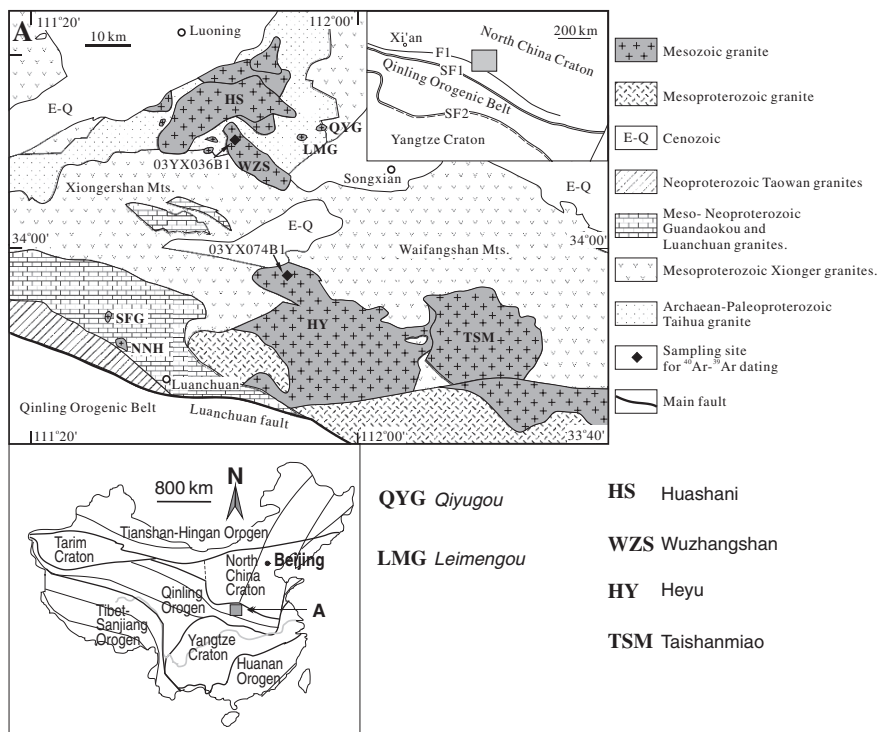 A
111°20'
112°00'
10 km
Luoning
HS
E-Q
QYG
LMG
03YX036B1
WZS
Songxian
Xiongershan Mts.
E-Q
E-Q
34°00'
03YX074B1
Waifangshan Mts.
34°00'
SFG
HY
TSM
NNH
Luanchuan
Qinling Orogenic Belt
Luanchuan fault
111°20'
112°00'
33°40'
200 km
Xi'an
F1
North China Craton
SF1
Qinling Orogenic Belt
SF2
Yangtze Craton
Mesozoic granite
Mesoproterozoic granite
E-Q Cenozoic
Neoproterozoic Taowan granites
Meso- Neoproterozoic
Guandaokou and
Luanchuan granites.
Mesoproterozoic Xionger granites.
Archaean-Paleoproterozoic
Taihua granite
Sampling site
for ⁴⁰Ar-³⁹Ar dating
Main fault
800 km
N
Tianshan-Hingan Orogen
Tarim
Craton
North
China
Craton
Beijing
Qinling
Orogen
A
Tibet-
Sanjiang
Orogen
Yangtze
Craton
Huanan
Orogen
QYG Qiyugou
LMG Leimengou
HS Huashani
WZS Wuzhangshan
HY Heyu
TSM Taishanmiao